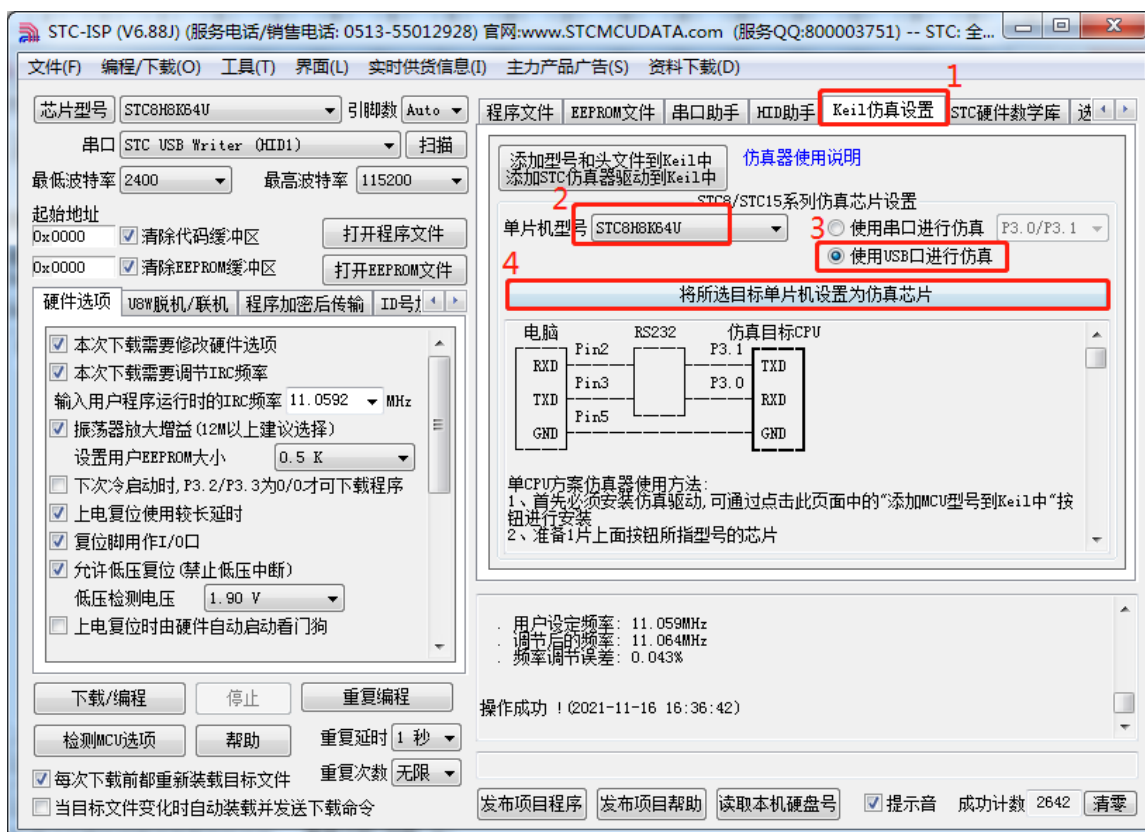 STC-ISP (V6.88J) (服务电话/销售电话: 0513-55012928) 官网:www.STCMCUDATA.com (服务QQ:800003751) -- STC: 全...
文件(F) 编程/下载(O) 工具(T) 界面(L) 实时供货信息(I) 主力产品广告(S) 资料下载(D)
1
芯片型号 STC8H8K64U 引脚数 Auto
串口 STC USB Writer (HID1) 扫描
最低波特率 2400 最高波特率 115200
起始地址
0x0000 清除代码缓冲区 打开程序文件
0x0000 清除EEPROM缓冲区 打开EEPROM文件
硬件选项 U8W脱机/联机 程序加密后传输 ID号
本次下载需要修改硬件选项
本次下载需要调节IRC频率
输入用户程序运行时的IRC频率 11.0592 MHz
振荡器放大增益(12M以上建议选择)
设置用户EEPROM大小 0.5 K
下次冷启动时,P3.2/P3.3为0/0才可下载程序
上电复位使用较长延时
复位脚用作I/O口
允许低压复位(禁止低压中断)
低压检测电压 1.90 V
上电复位时由硬件自动启动看门狗
下载/编程 停止 重复编程
检测MCU选项 帮助 重复延时 1 秒
每次下载前都重新装载目标文件 重复次数 无限
当目标文件变化时自动装载并发送下载命令
程序文件 EEPROM文件 串口助手 HID助手 Keil仿真设置 STC硬件数学库 选
添加型号和头文件到Keil中
添加STC仿真器驱动到Keil中
仿真器使用说明
STC8/STC15系列仿真芯片设置
2
单片机型号 STC8H8K64U
3
使用串口进行仿真 P3.0/P3.1
使用USB口进行仿真
4
将所选目标单片机设置为仿真芯片
电脑 RS232 仿真目标CPU
Pin2 P3.1
RXD TXD
Pin3 P3.0
TXD RXD
Pin5
GND GND
单CPU方案仿真器使用方法:
1、首先必须安装仿真驱动,可通过点击此页面中的“添加MCU型号到Keil中“按
钮进行安装
2、准备1片上面按钮所指型号的芯片
. 用户设定频率: 11.059MHz
. 调节后的频率: 11.064MHz
. 频率调节误差: 0.043%
操作成功 !(2021-11-16 16:36:42)
发布项目程序 发布项目帮助 读取本机硬盘号 提示音 成功计数 2642 清零